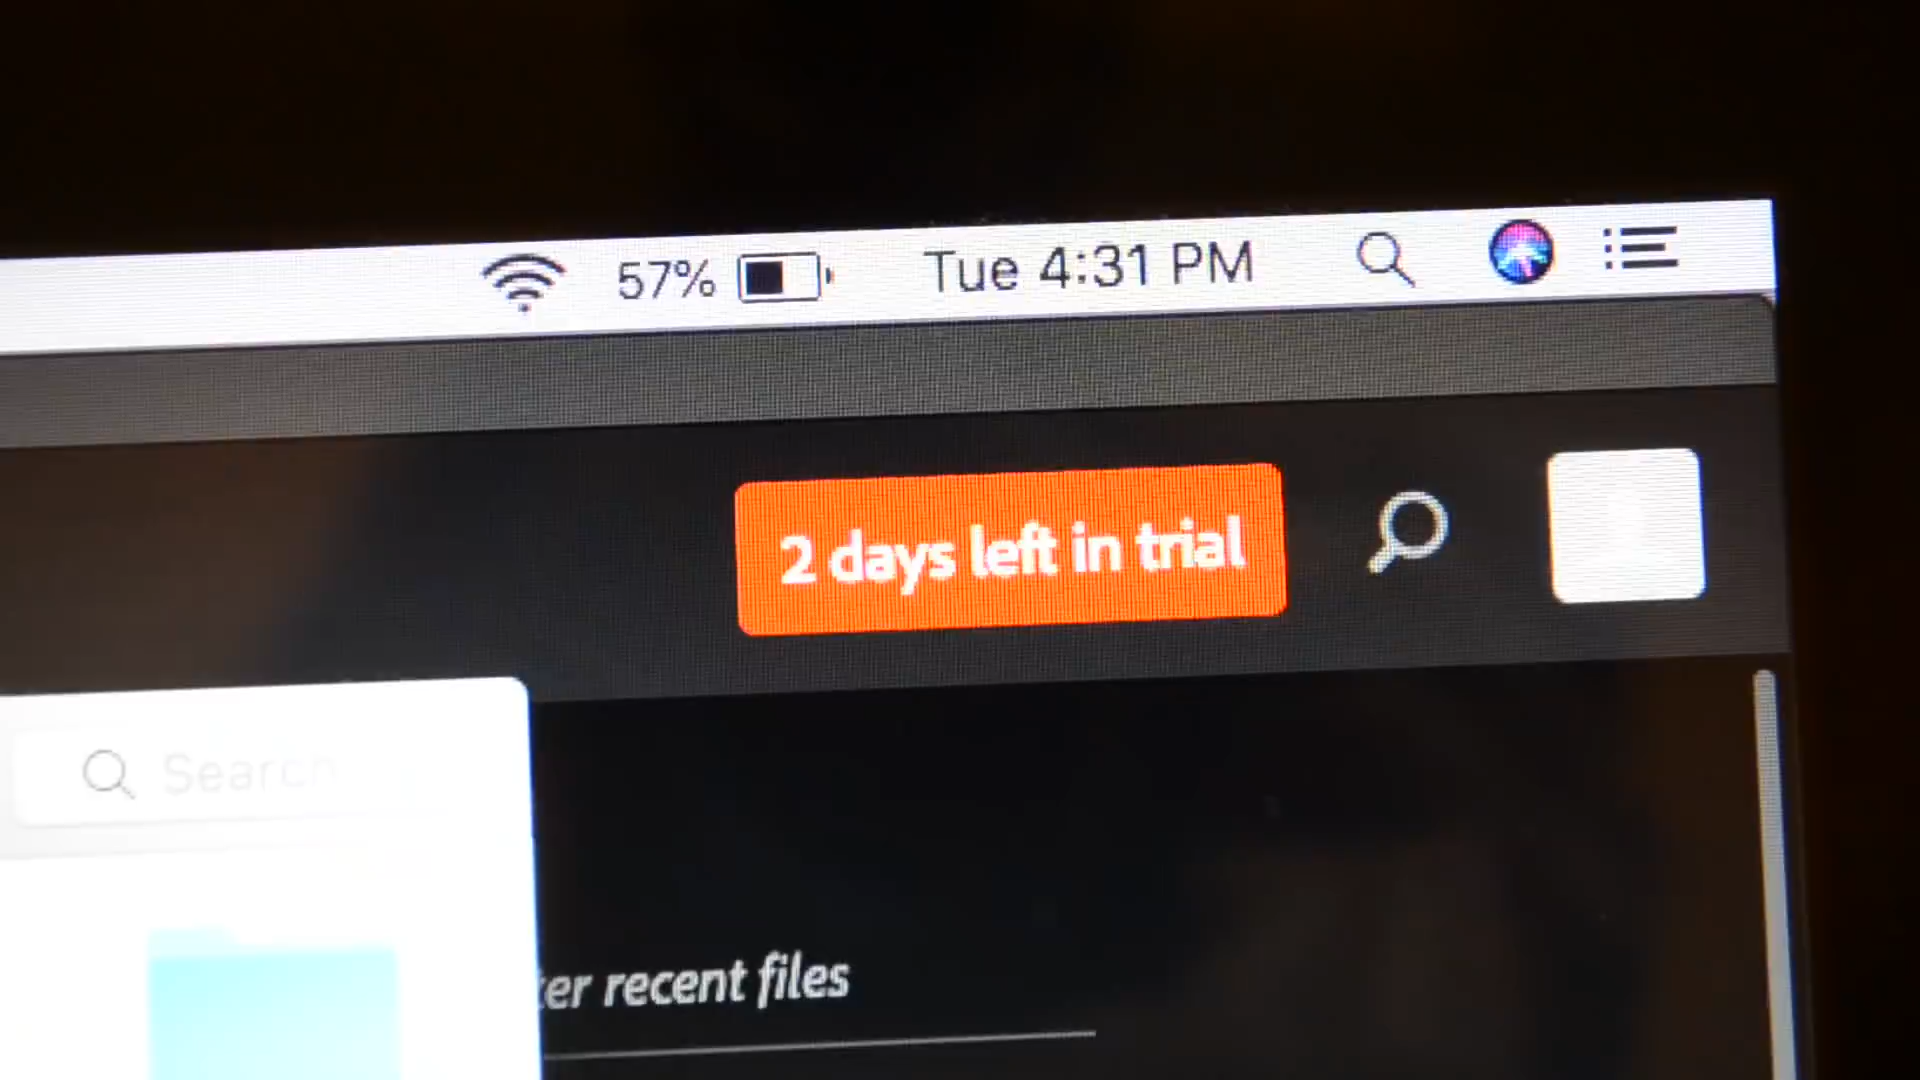 57% Tue 4:31 PM
2 days left in trial
Search
recent files